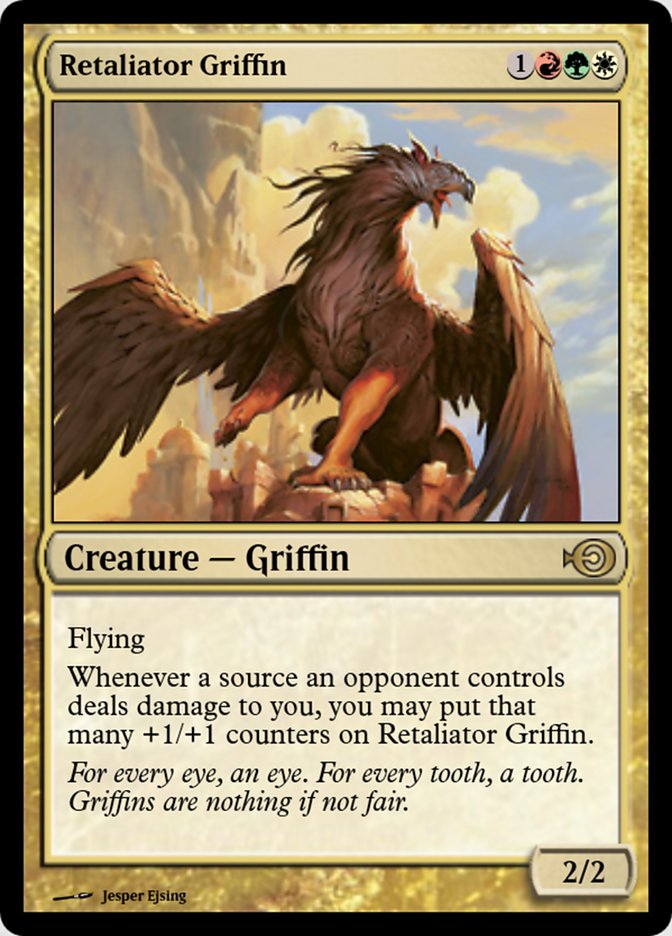 Retaliator Griffin 1
Creature — Griffin
Flying
Whenever a source an opponent controls
deals damage to you, you may put that
many +1/+1 counters on Retaliator Griffin.
For every eye, an eye. For every tooth, a tooth.
Griffins are nothing if not fair.
2/2
Jesper Ejsing